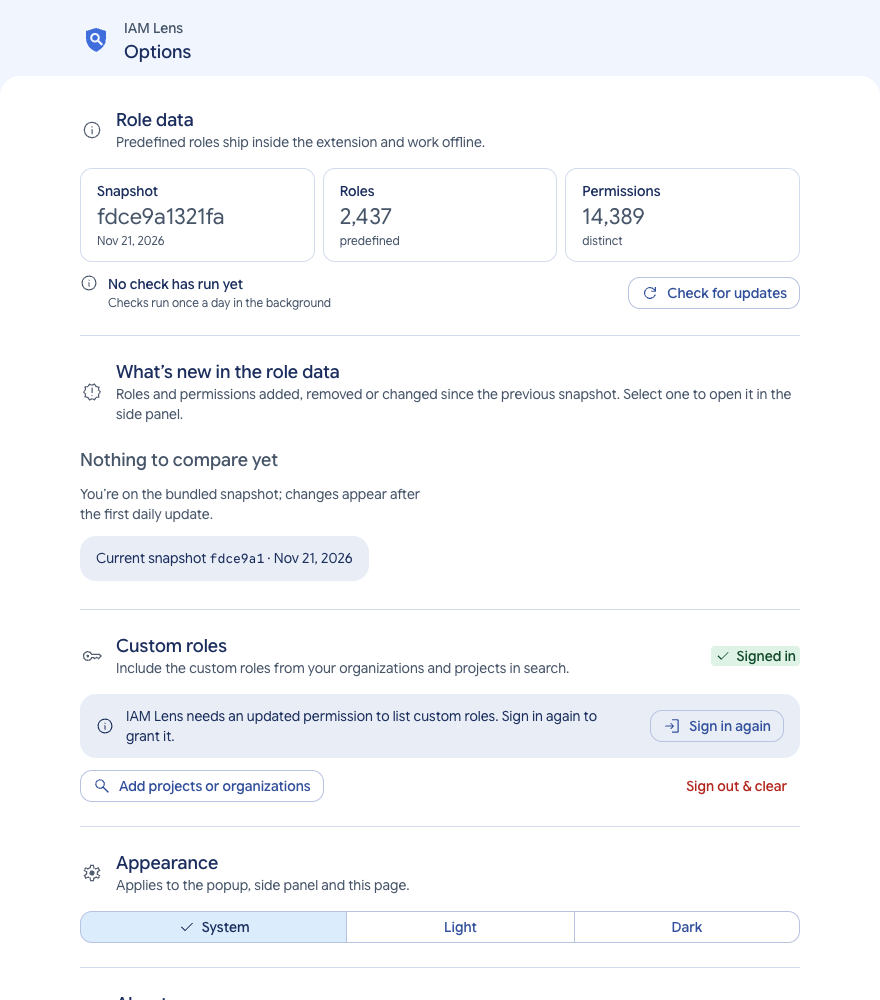 IAM Lens
Options
Role data
Predefined roles ship inside the extension and work offline.
Snapshot
fdce9a1321fa
Nov 21, 2026
Roles
2,437
predefined
Permissions
14,389
distinct
No check has run yet
Checks run once a day in the background
Check for updates
What's new in the role data
Roles and permissions added, removed or changed since the previous snapshot. Select one to open it in the
side panel.
Nothing to compare yet
You're on the bundled snapshot; changes appear after
the first daily update.
Current snapshot fdce9a1 · Nov 21, 2026
Custom roles
Include the custom roles from your organizations and projects in search.
Signed in
IAM Lens needs an updated permission to list custom roles. Sign in again to
grant it.
Sign in again
Add projects or organizations
Sign out & clear
Appearance
Applies to the popup, side panel and this page.
System
Light
Dark